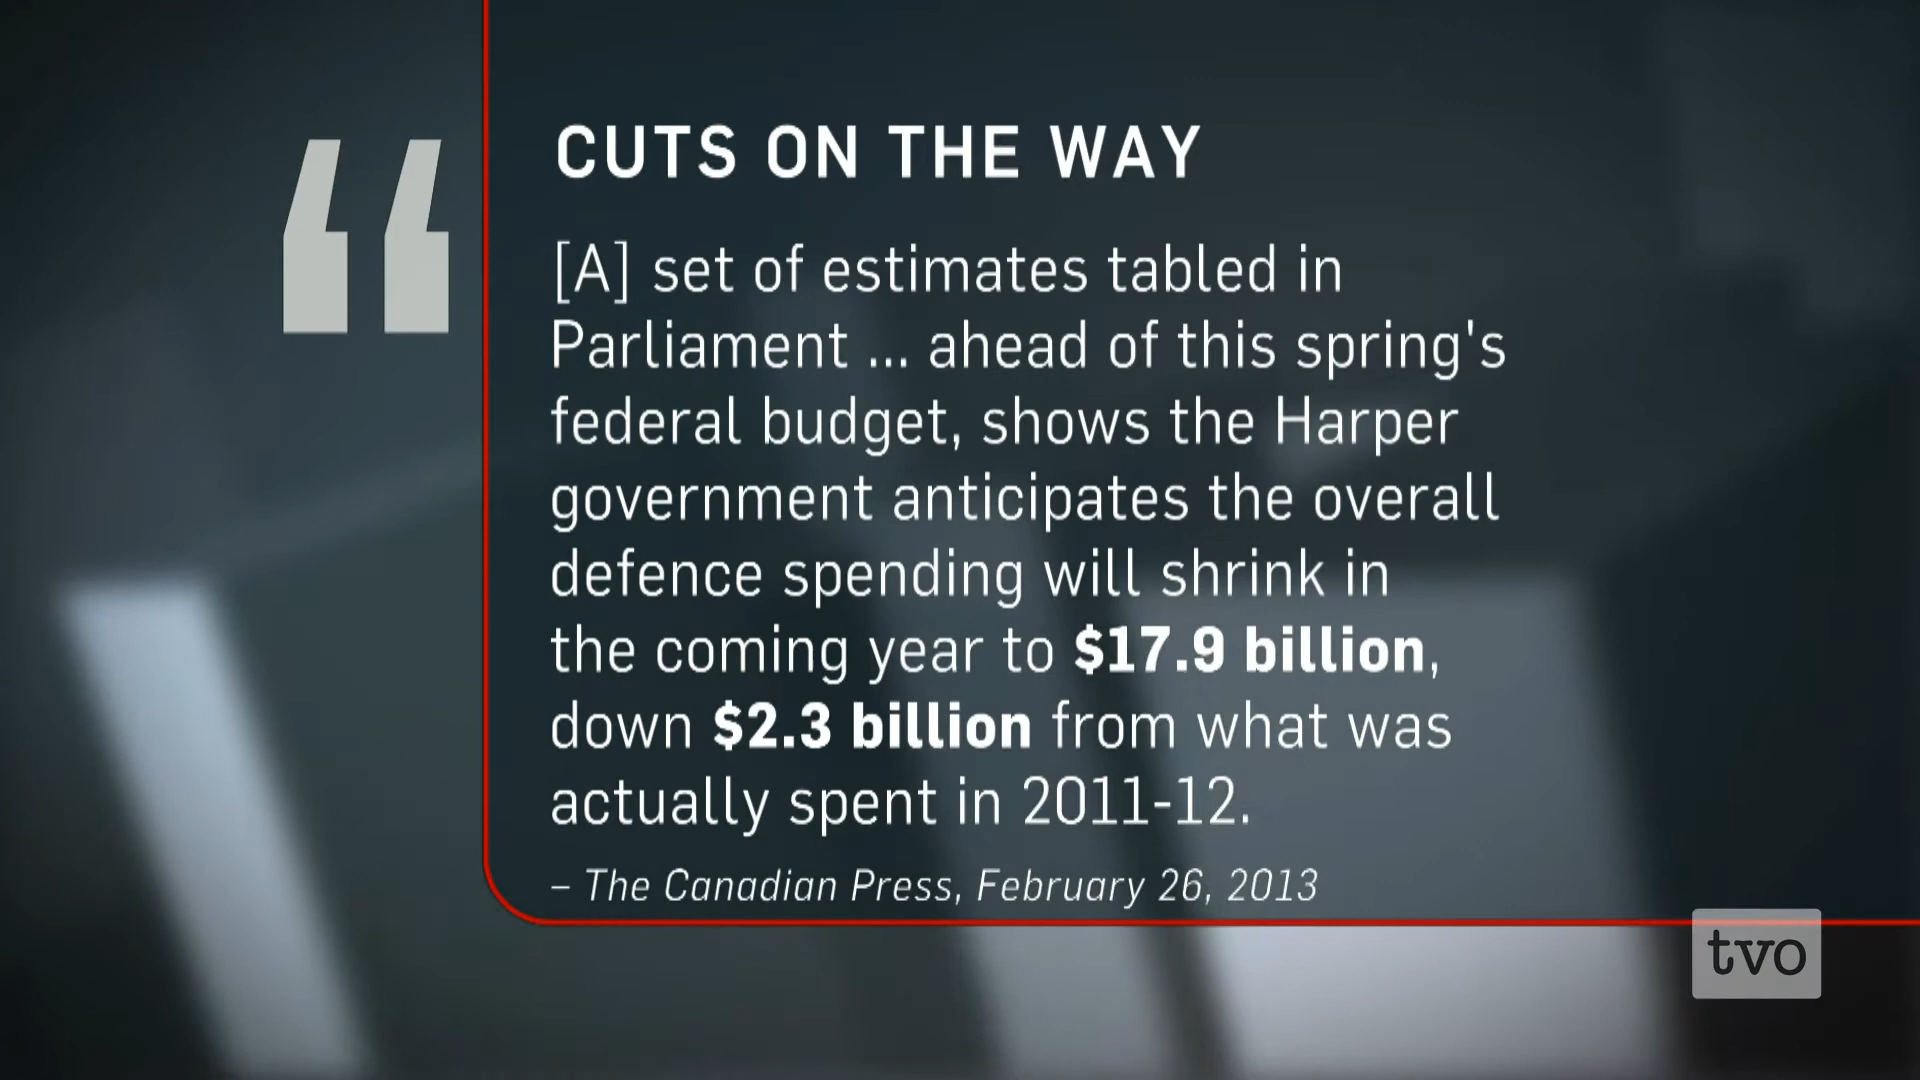 “
CUTS ON THE WAY
[A] set of estimates tabled in
Parliament ... ahead of this spring's
federal budget, shows the Harper
government anticipates the overall
defence spending will shrink in
the coming year to $17.9 billion,
down $2.3 billion from what was
actually spent in 2011-12.
– The Canadian Press, February 26, 2013
tvo